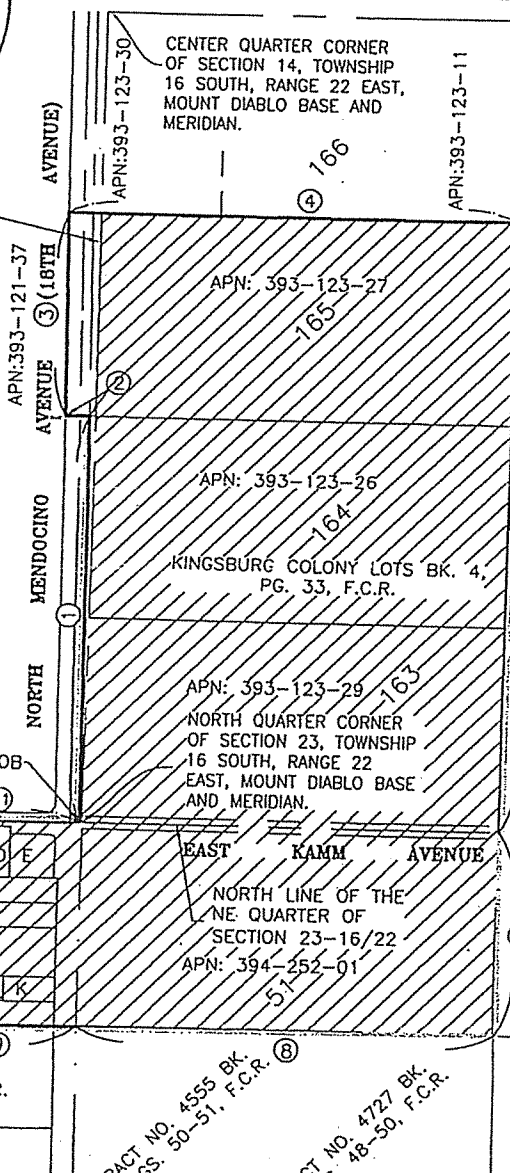 CENTER QUARTER CORNER
OF SECTION 14, TOWNSHIP
16 SOUTH, RANGE 22 EAST,
MOUNT DIABLO BASE AND
MERIDIAN.
APN:393-123-30
APN:393-123-11
166
4
AVENUE)
(18TH
3
APN:393-121-37
AVENUE
MENDOCINO
NORTH
2
APN: 393-123-27
165
APN: 393-123-26
164
KINGSBURG COLONY LOTS BK. 4,
PG. 33, F.C.R.
1
APN: 393-123-29
163
NORTH QUARTER CORNER
OF SECTION 23, TOWNSHIP
16 SOUTH, RANGE 22
EAST, MOUNT DIABLO BASE
AND MERIDIAN.
OB
EAST KAMM AVENUE
E
NORTH LINE OF THE
NE QUARTER OF
SECTION 23-16/22
APN: 394-252-01
51
K
8
ACT NO. 4555 BK.
GS. 50-51, F.C.R.
CT NO. 4727 BK.
48-50, F.C.R.